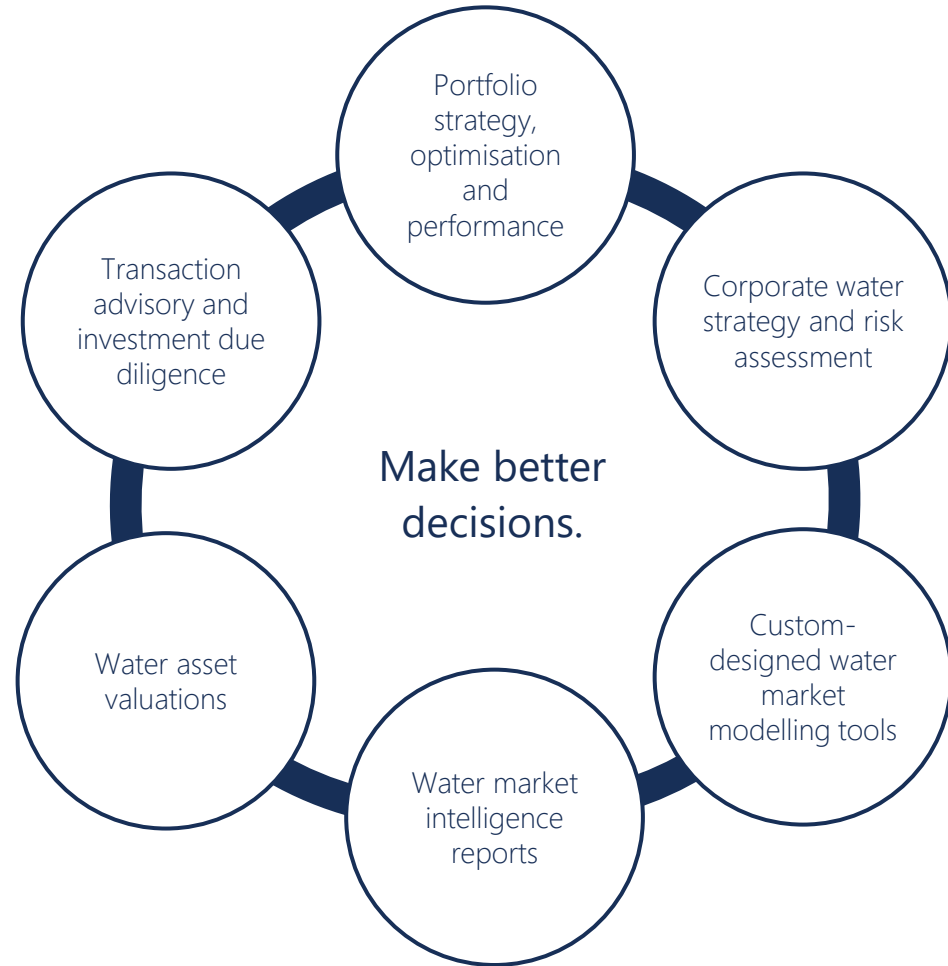 Portfolio
strategy,
optimisation
and
performance
Transaction
advisory and
investment due
diligence
Corporate water
strategy and risk
assessment
Make better
decisions.
Water asset
valuations
Custom-
designed water
market
modelling tools
Water market
intelligence
reports